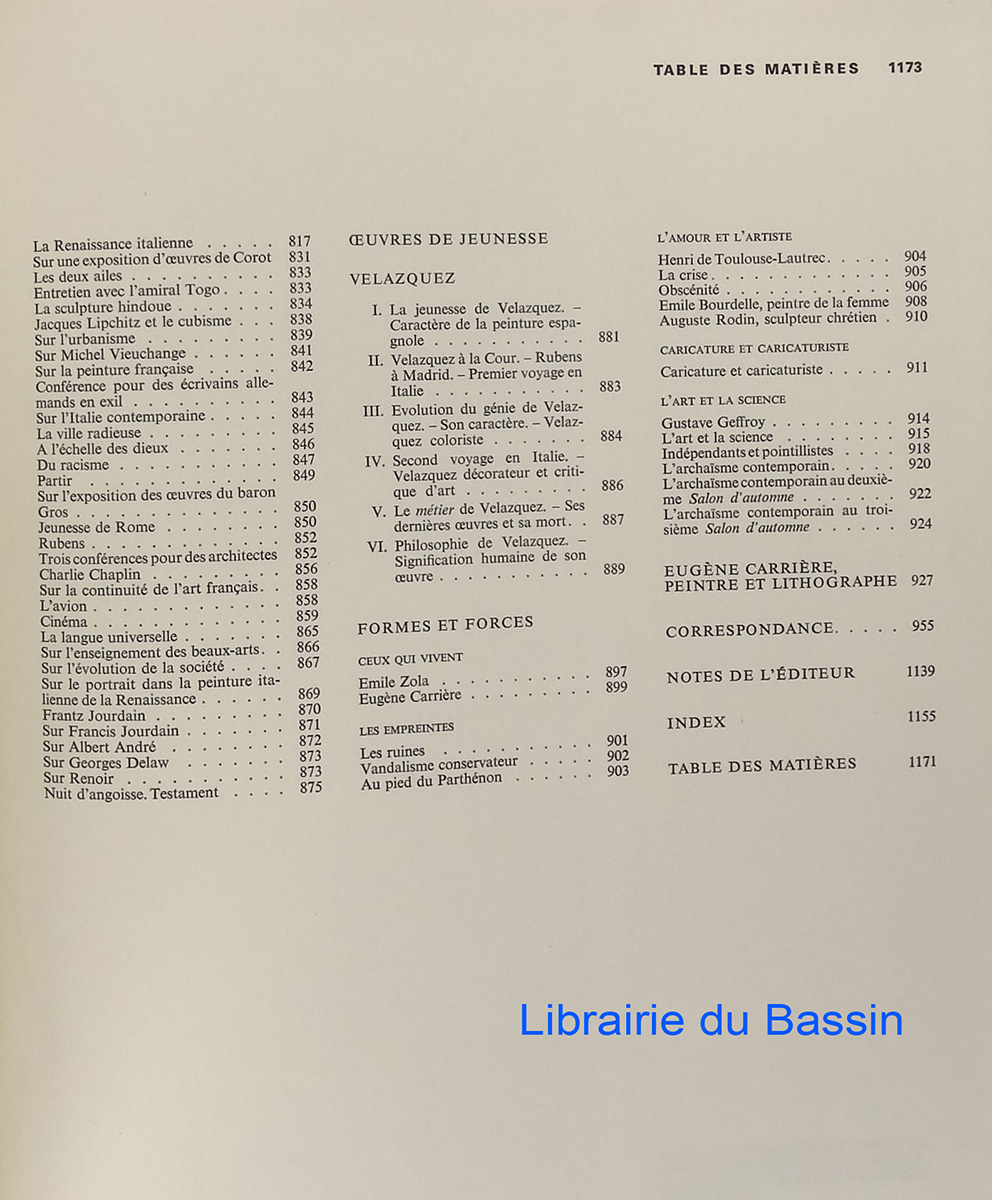 TABLE DES MATIÈRES 1173
La Renaissance italienne . . . . . 817
Sur une exposition d'œuvres de Corot 831
Les deux ailes . . . . . . . . . . 833
Entretien avec l'amiral Togo . . . . 833
La sculpture hindoue . . . . . . . 834
Jacques Lipchitz et le cubisme . . . 838
Sur l'urbanisme . . . . . . . . . 839
Sur Michel Vieuchange . . . . . . 841
Sur la peinture française . . . . . 842
Conférence pour des écrivains alle-
mands en exil . . . . . . . . . . 843
Sur l'Italie contemporaine . . . . . 844
La ville radieuse . . . . . . . . . 845
A l'échelle des dieux . . . . . . . 846
Du racisme . . . . . . . . . . . 847
Partir . . . . . . . . . . . . . 849
Sur l'exposition des œuvres du baron
Gros . . . . . . . . . . . . . . 850
Jeunesse de Rome . . . . . . . . 850
Rubens . . . . . . . . . . . . . 852
Trois conférences pour des architectes 852
Charlie Chaplin . . . . . . . . . 856
Sur la continuité de l'art français . . 858
L'avion . . . . . . . . . . . . . 858
Cinéma . . . . . . . . . . . . . 859
La langue universelle . . . . . . . 865
Sur l'enseignement des beaux-arts . . 866
Sur l'évolution de la société . . . . 867
Sur le portrait dans la peinture ita-
lienne de la Renaissance . . . . . . 869
Frantz Jourdain . . . . . . . . . 870
Sur Francis Jourdain . . . . . . . 871
Sur Albert André . . . . . . . . 872
Sur Georges Delaw . . . . . . . 873
Sur Renoir . . . . . . . . . . . 873
Nuit d'angoisse. Testament . . . . 875
ŒUVRES DE JEUNESSE
VELAZQUEZ
I. La jeunesse de Velazquez. –
Caractère de la peinture espa-
gnole . . . . . . . . . . . 881
II. Velazquez à la Cour. – Rubens
à Madrid. – Premier voyage en
Italie . . . . . . . . . . . 883
III. Evolution du génie de Velaz-
quez. – Son caractère. – Velaz-
quez coloriste . . . . . . . 884
IV. Second voyage en Italie. –
Velazquez décorateur et criti-
que d'art . . . . . . . . . 886
V. Le métier de Velazquez. – Ses
dernières œuvres et sa mort . . 887
VI. Philosophie de Velazquez. –
Signification humaine de son
œuvre . . . . . . . . . . . 889
FORMES ET FORCES
CEUX QUI VIVENT
Emile Zola . . . . . . . . . . . 897
Eugène Carrière . . . . . . . . . 899
LES EMPREINTES
Les ruines . . . . . . . . . . . 901
Vandalisme conservateur . . . . . 902
Au pied du Parthénon . . . . . . 903
L'AMOUR ET L'ARTISTE
Henri de Toulouse-Lautrec . . . . . 904
La crise . . . . . . . . . . . . . 905
Obscénité . . . . . . . . . . . . 906
Emile Bourdelle, peintre de la femme 908
Auguste Rodin, sculpteur chrétien . 910
CARICATURE ET CARICATURISTE
Caricature et caricaturiste . . . . . 911
L'ART ET LA SCIENCE
Gustave Geffroy . . . . . . . . . 914
L'art et la science . . . . . . . . 915
Indépendants et pointillistes . . . . 918
L'archaïsme contemporain . . . . . 920
L'archaïsme contemporain au deuxiè-
me Salon d'automne . . . . . . . 922
L'archaïsme contemporain au troi-
sième Salon d'automne . . . . . . 924
EUGÈNE CARRIÈRE,
PEINTRE ET LITHOGRAPHE 927
CORRESPONDANCE . . . . . 955
NOTES DE L'ÉDITEUR 1139
INDEX 1155
TABLE DES MATIÈRES 1171
Librairie du Bassin